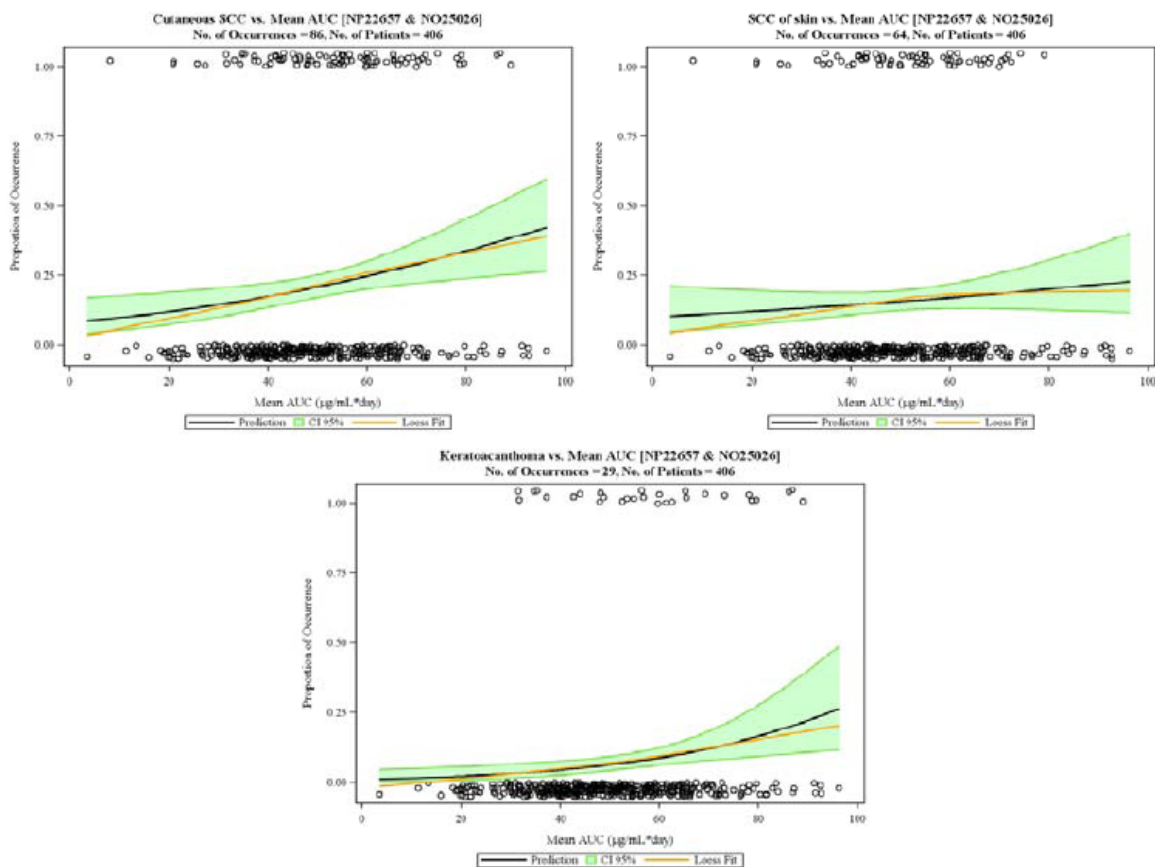 Cutaneous SCC vs. Mean AUC [NP22657 & NO25026]
No. of Occurrences = 86, No. of Patients = 406
1.00
0.75
0.50
0.25
0.00
Proportion of Occurrence
0
20
40
60
80
100
Mean AUC (µg/mL*day)
Prediction
CI 95%
Loess Fit
SCC of skin vs. Mean AUC [NP22657 & NO25026]
No. of Occurrences = 64, No. of Patients = 406
1.00
0.75
0.50
0.25
0.00
Proportion of Occurrence
0
20
40
60
80
100
Mean AUC (µg/mL*day)
Prediction
CI 95%
Loess Fit
Keratoacanthoma vs. Mean AUC [NP22657 & NO25026]
No. of Occurrences = 29, No. of Patients = 406
1.00
0.75
0.50
0.25
0.00
Proportion of Occurrence
0
20
40
60
80
100
Mean AUC (µg/mL*day)
Prediction
CI 95%
Loess Fit